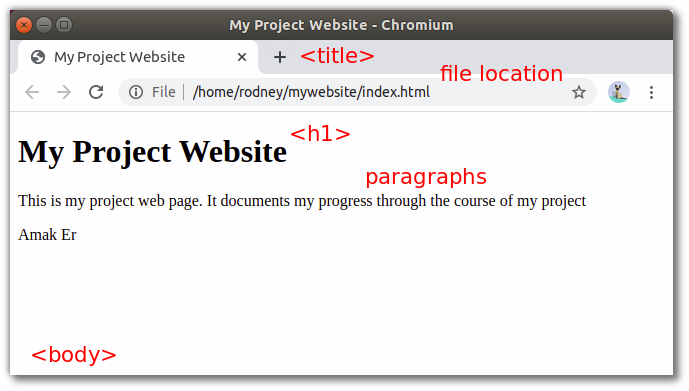 My Project Website - Chromium
My Project Website
<title>
file location
File | /home/rodney/mywebsite/index.html
<h1>
My Project Website
paragraphs
This is my project web page. It documents my progress through the course of my project
Amak Er
<body>